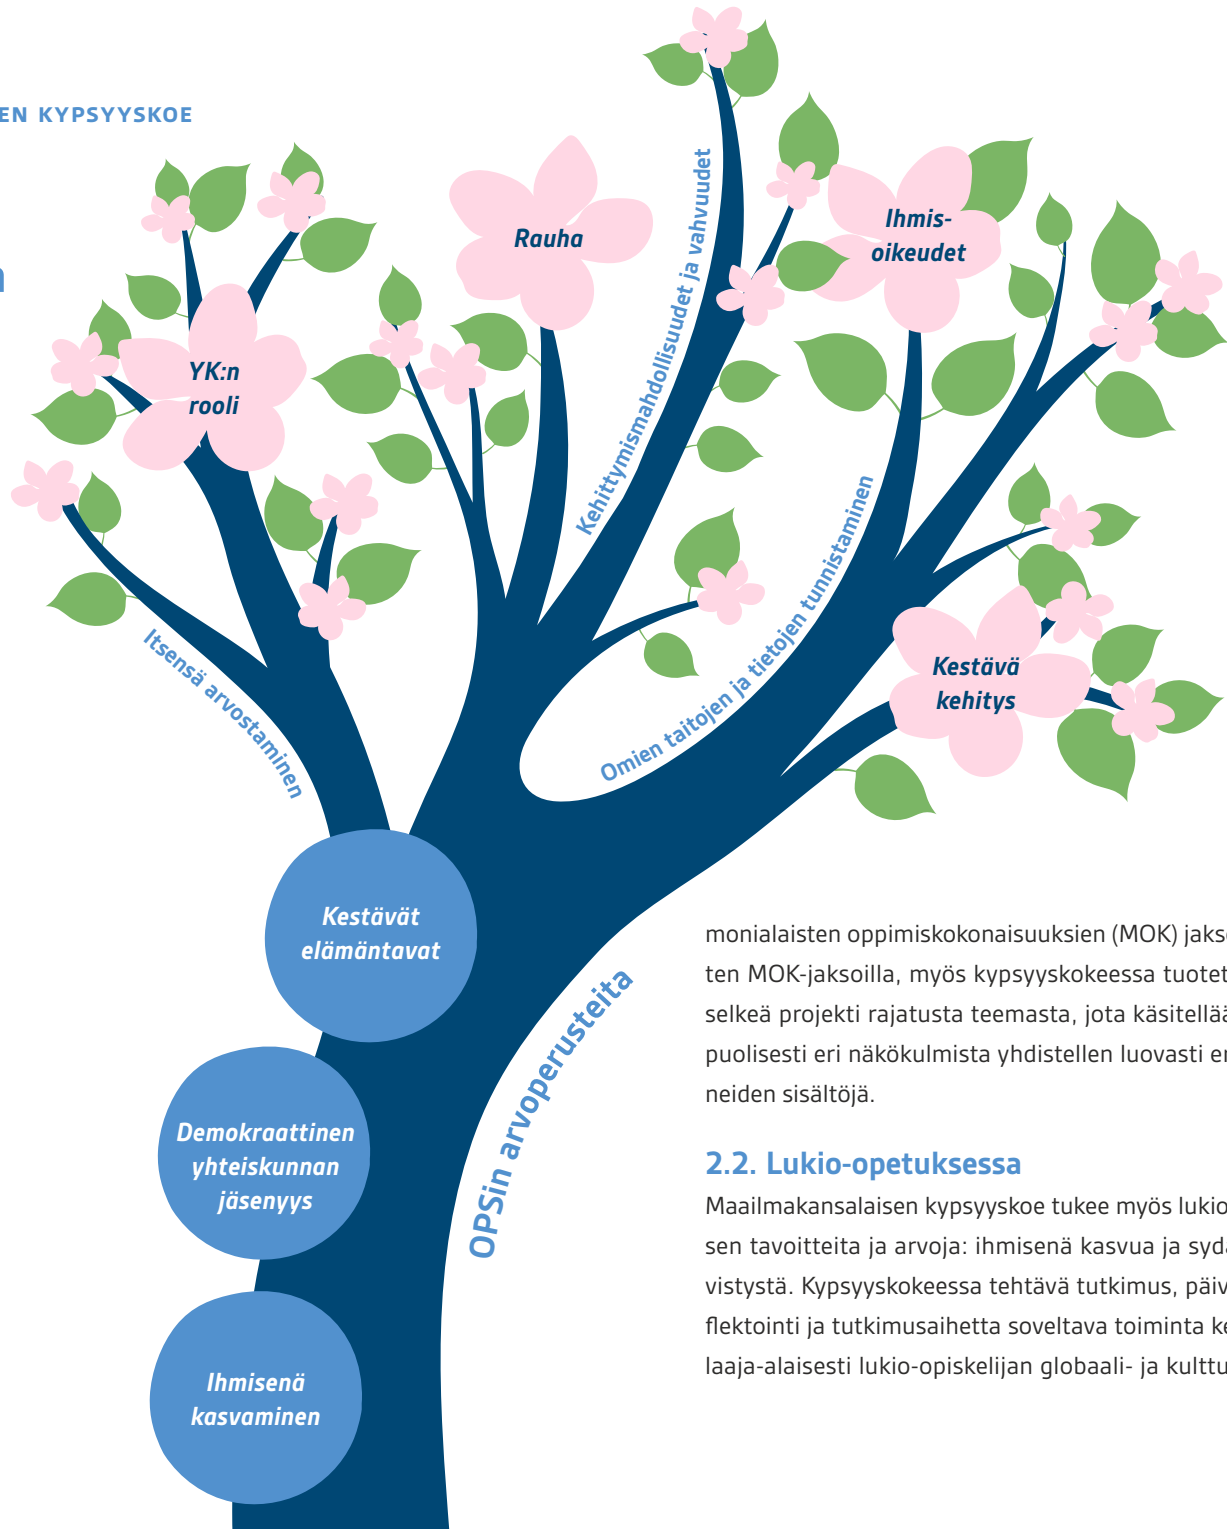 EN KYPSYYSKOE
Rauha
Ihmis-
oikeudet
YK:n
rooli
Kehittymismahdollisuudet ja vahvuudet
Omien taitojen ja tietojen tunnistaminen
Itsensä arvostaminen
Kestävä
kehitys
Kestävät
elämäntavat
OPSin arvoperusteita
Demokraattinen
yhteiskunnan
jäsenyys
Ihmisenä
kasvaminen
monialaisten oppimiskokonaisuuksien (MOK) jakso
ten MOK-jaksoilla, myös kypsyyskokeessa tuotet
selkeä projekti rajatusta teemasta, jota käsitellää
puolisesti eri näkökulmista yhdistellen luovasti er
neiden sisältöjä.
2.2. Lukio-opetuksessa
Maailmakansalaisen kypsyyskoe tukee myös lukio
sen tavoitteita ja arvoja: ihmisenä kasvua ja sydä
vistystä. Kypsyyskokeessa tehtävä tutkimus, päiv
flektointi ja tutkimusaihetta soveltava toiminta ke
laaja-alaisesti lukio-opiskelijan globaali- ja kulttu